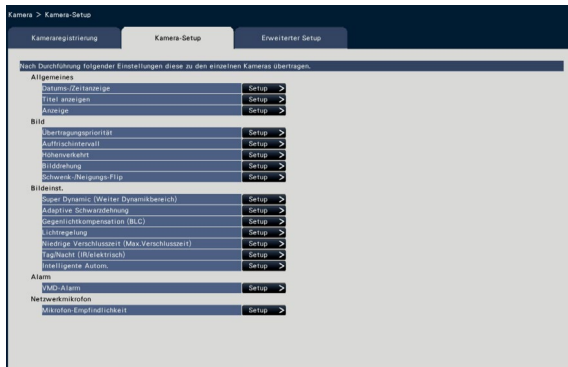 Kamera > Kamera-Setup
Kameraregistrierung Kamera-Setup Erweiterter Setup
Nach Durchführung folgender Einstellungen diese zu den einzelnen Kameras übertragen.
Allgemeines
Datums-/Zeitanzeige Setup >
Titel anzeigen Setup >
Anzeige Setup >
Bild
Übertragungspriorität Setup >
Auffrischintervall Setup >
Höhenverkehrt Setup >
Bilddrehung Setup >
Schwenk-/Neigungs-Flip Setup >
Bildeinst.
Super Dynamic (Weiter Dynamikbereich) Setup >
Adaptive Schwarzdehnung Setup >
Gegenlichtkompensation (BLC) Setup >
Lichtregelung Setup >
Niedrige Verschlusszeit (Max.Verschlusszeit) Setup >
Tag/Nacht (IR/elektrisch) Setup >
Intelligente Autom. Setup >
Alarm
VMD-Alarm Setup >
Netzwerkmikrofon
Mikrofon-Empfindlichkeit Setup >